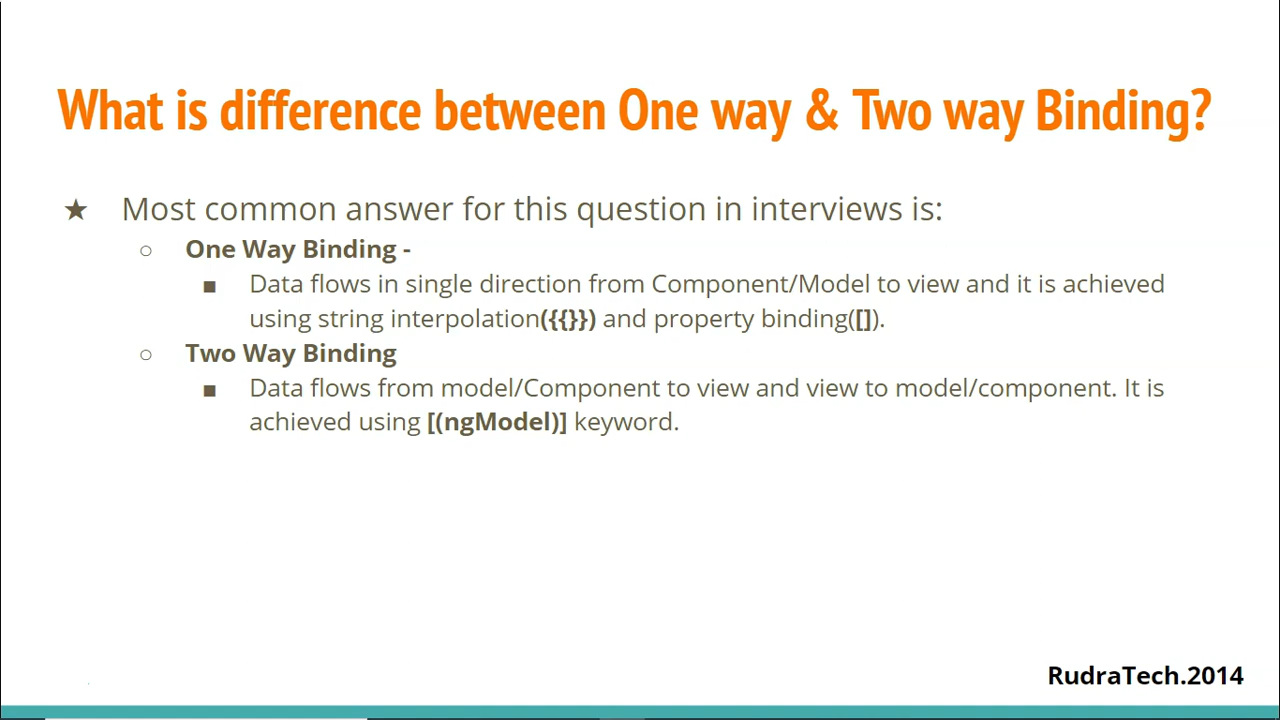 What is difference between One way & Two way Binding?
★ Most common answer for this question in interviews is:
○ One Way Binding -
■ Data flows in single direction from Component/Model to view and it is achieved
using string interpolation({{}}) and property binding([]).
○ Two Way Binding
■ Data flows from model/Component to view and view to model/component. It is
achieved using [(ngModel)] keyword.
RudraTech.2014